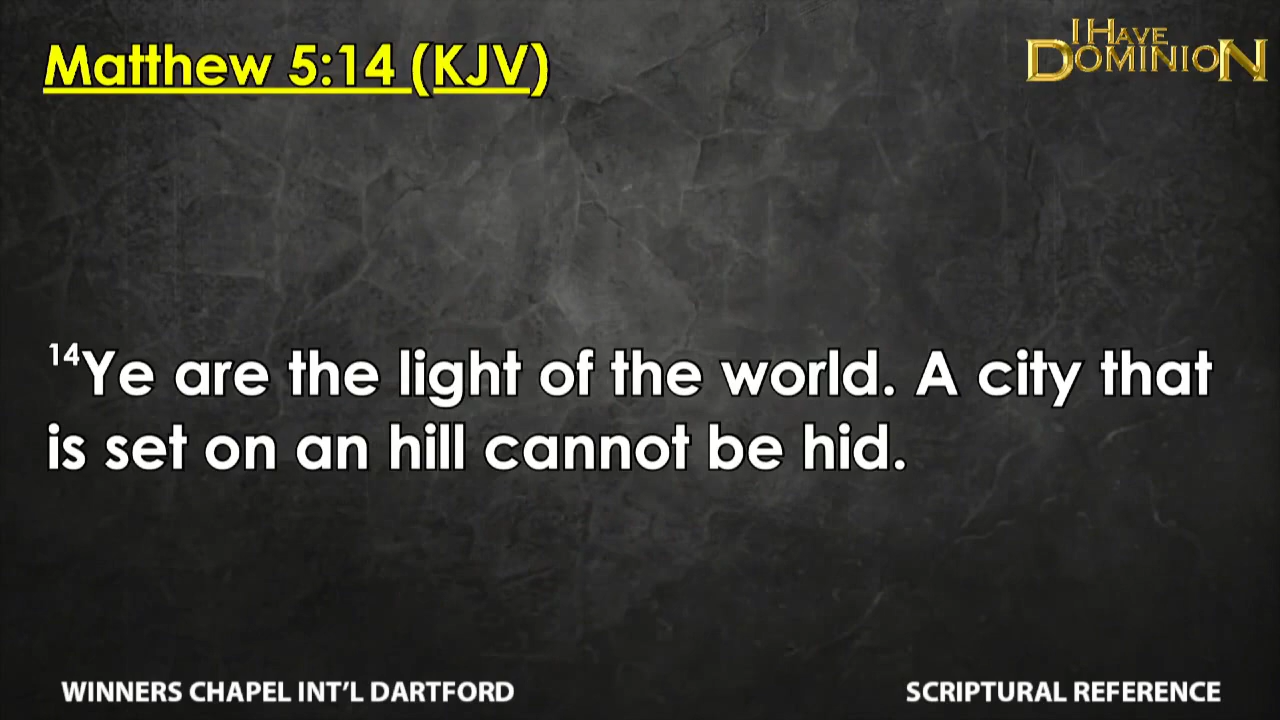 Matthew 5:14 (KJV)
I HAVE
DOMINION
14Ye are the light of the world. A city that
is set on an hill cannot be hid.
WINNERS CHAPEL INT'L DARTFORD
SCRIPTURAL REFERENCE